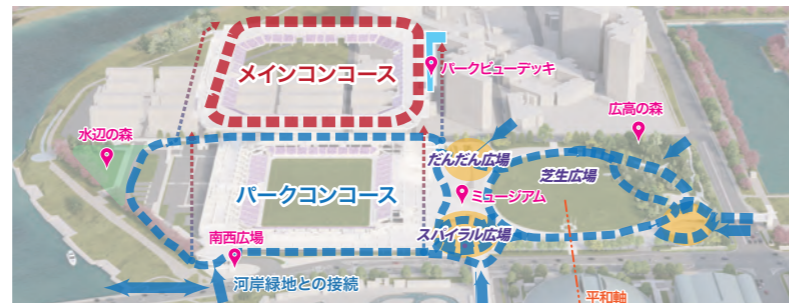 メインコンコース
パークビューデッキ
広高の森
水辺の森
だんだん広場
芝生広場
パークコンコース
ミュージアム
スパイラル広場
南西広場
河岸緑地との接続
平和軸